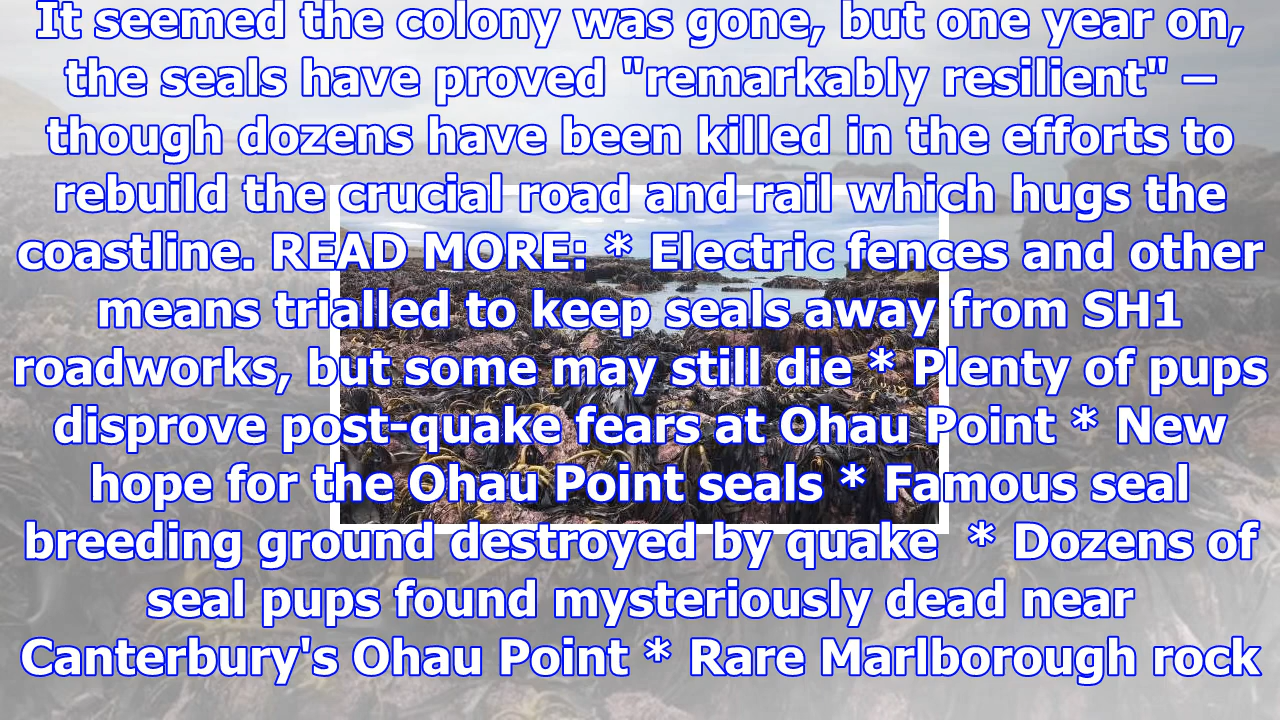 It seemed the colony was gone, but one year on,
the seals have proved "remarkably resilient" –
though dozens have been killed in the efforts to
rebuild the crucial road and rail which hugs the
coastline. READ MORE: * Electric fences and other
means trialled to keep seals away from SH1
roadworks, but some may still die * Plenty of pups
disprove post-quake fears at Ohau Point * New
hope for the Ohau Point seals * Famous seal
breeding ground destroyed by quake  * Dozens of
seal pups found mysteriously dead near
Canterbury's Ohau Point * Rare Marlborough rock